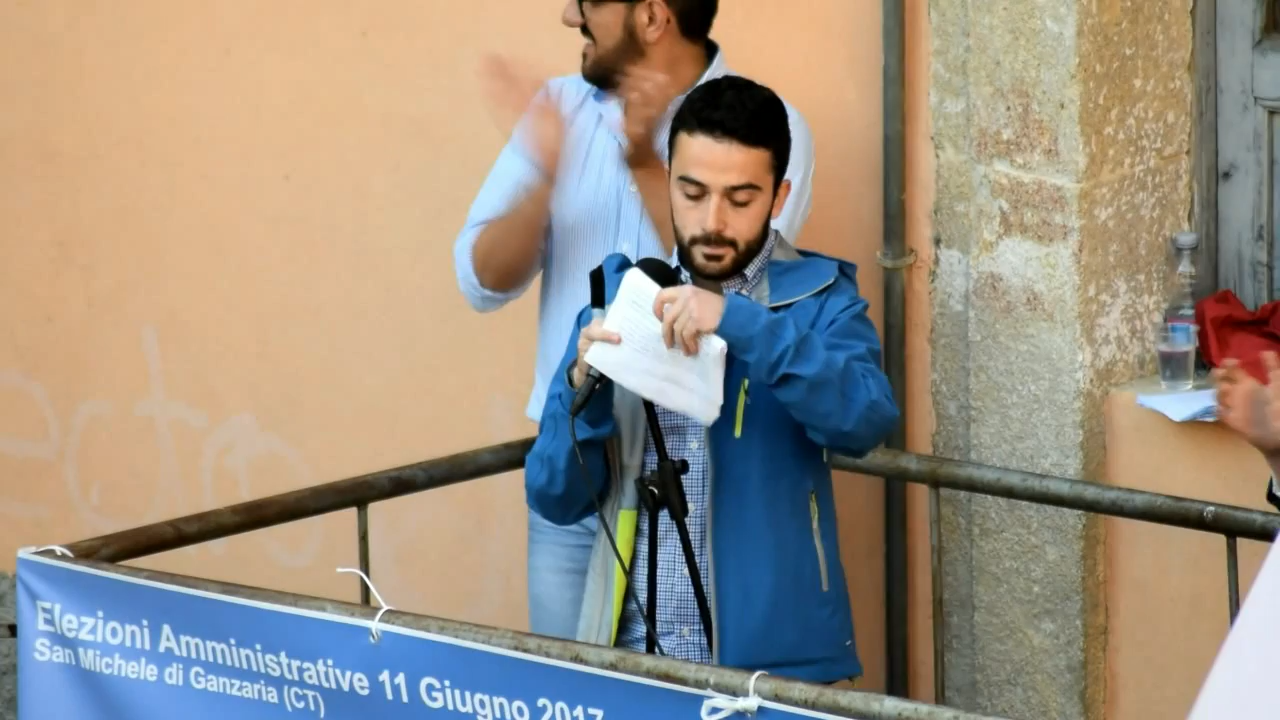 Elezioni Amministrative 11 Giugno 2017
San Michele di Ganzaria (CT)